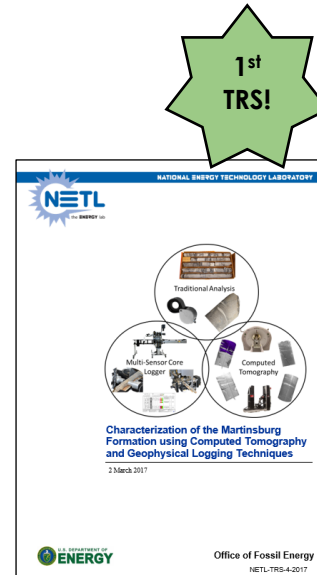 1st
TRS!
NATIONAL ENERGY TECHNOLOGY LABORATORY
NETL
the ENERGY lab
Traditional Analysis
Multi-Sensor Core
Logger
Computed
Tomography
Characterization of the Martinsburg
Formation using Computed Tomography
and Geophysical Logging Techniques
2 March 2017
U.S. DEPARTMENT OF
ENERGY
Office of Fossil Energy
NETL-TRS-4-2017